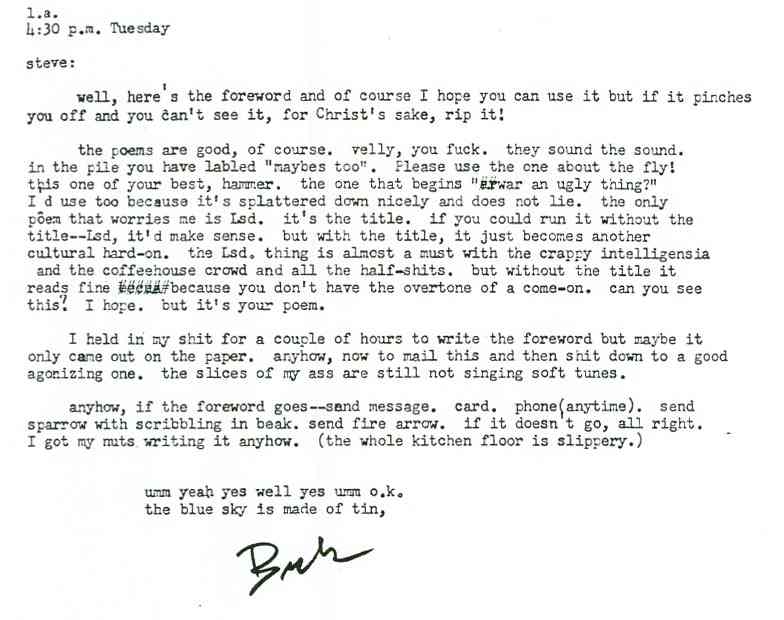 l.a.
4:30 p.m. Tuesday
steve:
well, here's the foreword and of course I hope you can use it but if it pinches
you off and you can't see it, for Christ's sake, rip it!
the poems are good, of course. velly, you fuck. they sound the sound.
in the pile you have labled "maybes too". Please use the one about the fly!
this one of your best, hammer. the one that begins "##war an ugly thing?"
I d use too because it's splattered down nicely and does not lie. the only
poem that worries me is Lsd. it's the title. if you could run it without the
title--Lsd, it'd make sense. but with the title, it just becomes another
cultural hard-on. the Lsd. thing is almost a must with the crappy intelligensia
and the coffeehouse crowd and all the half-shits. but without the title it
reads fine ######because you don't have the overtone of a come-on. can you see
this? I hope. but it's your poem.
I held in my shit for a couple of hours to write the foreword but maybe it
only came out on the paper. anyhow, now to mail this and then shit down to a good
agonizing one. the slices of my ass are still not singing soft tunes.
anyhow, if the foreword goes--send message. card. phone(anytime). send
sparrow with scribbling in beak. send fire arrow. if it doesn't go, all right.
I got my nuts writing it anyhow. (the whole kitchen floor is slippery.)
umm yeah yes well yes umm o.k.
the blue sky is made of tin,
Buk